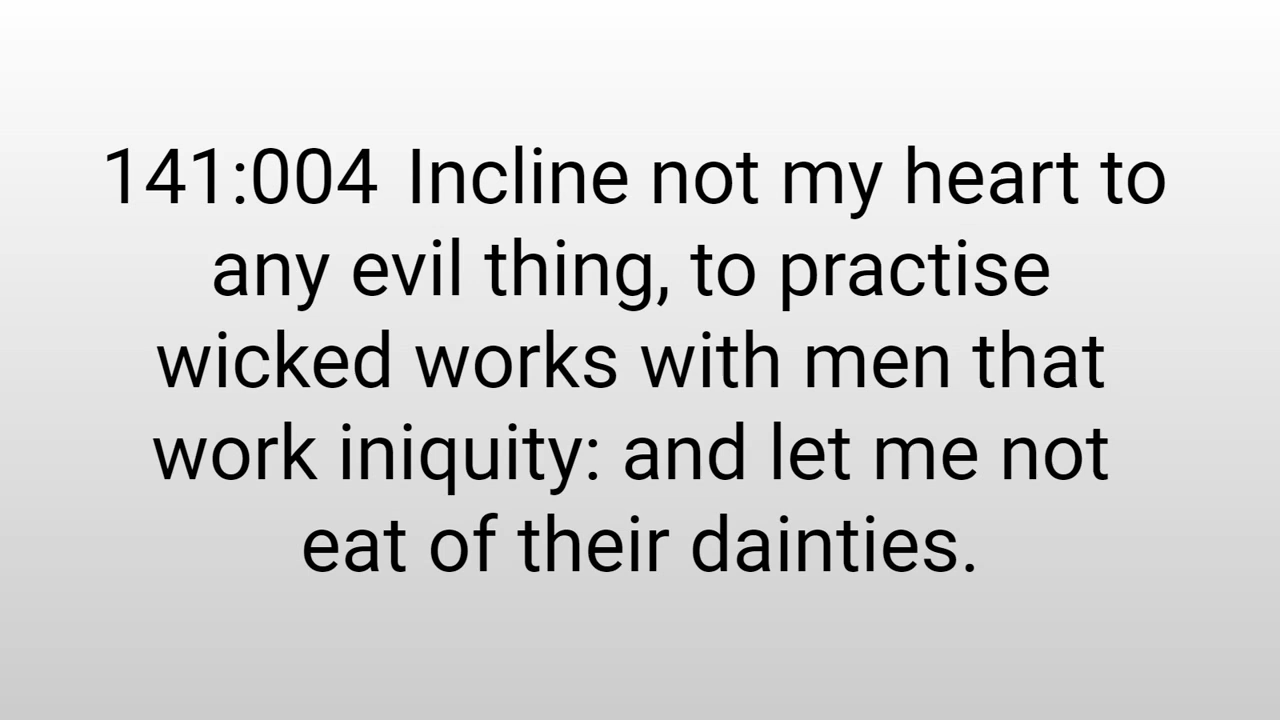 141:004 Incline not my heart to
any evil thing, to practise
wicked works with men that
work iniquity: and let me not
eat of their dainties.